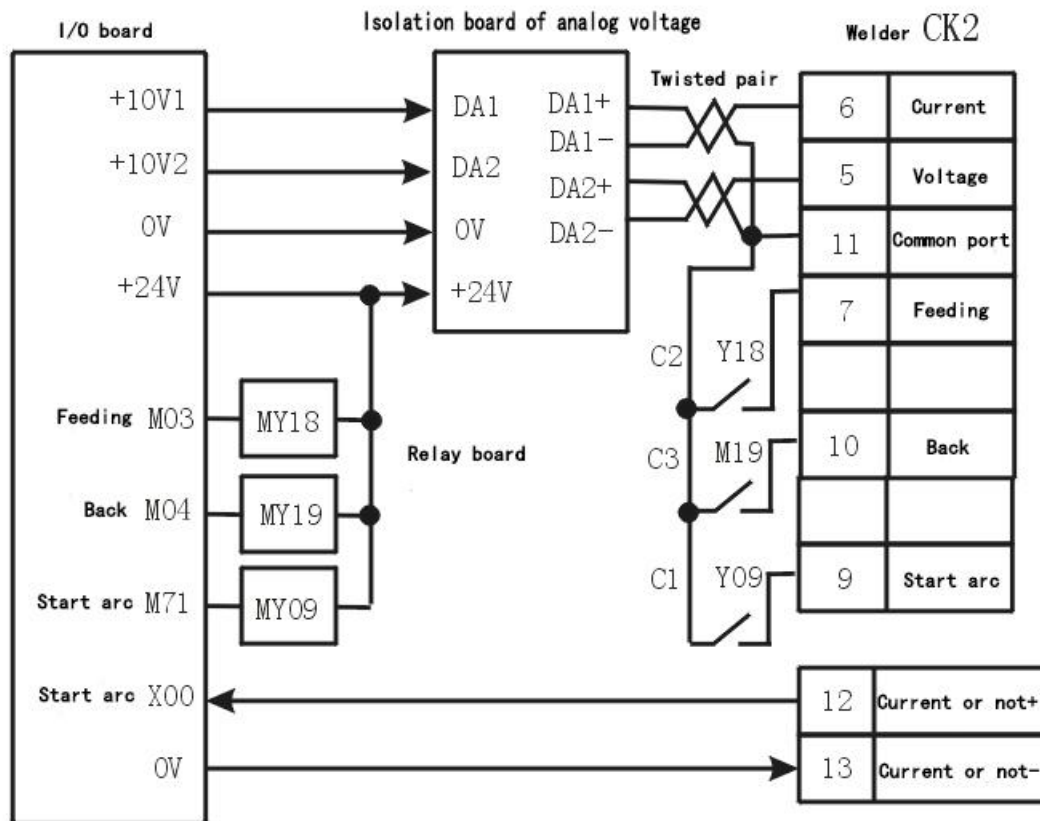 I/O board
Isolation board of analog voltage
Welder CK2
+10V1
+10V2
0V
+24V
DA1
DA2
0V
+24V
DA1+
DA1-
DA2+
DA2-
Twisted pair
6 Current
5 Voltage
11 Common port
7 Feeding
10 Back
9 Start arc
C2 Y18
C3 M19
C1 Y09
Feeding M03 MY18
Back M04 MY19
Start arc M71 MY09
Relay board
Start arc X00
0V
12 Current or not+
13 Current or not-